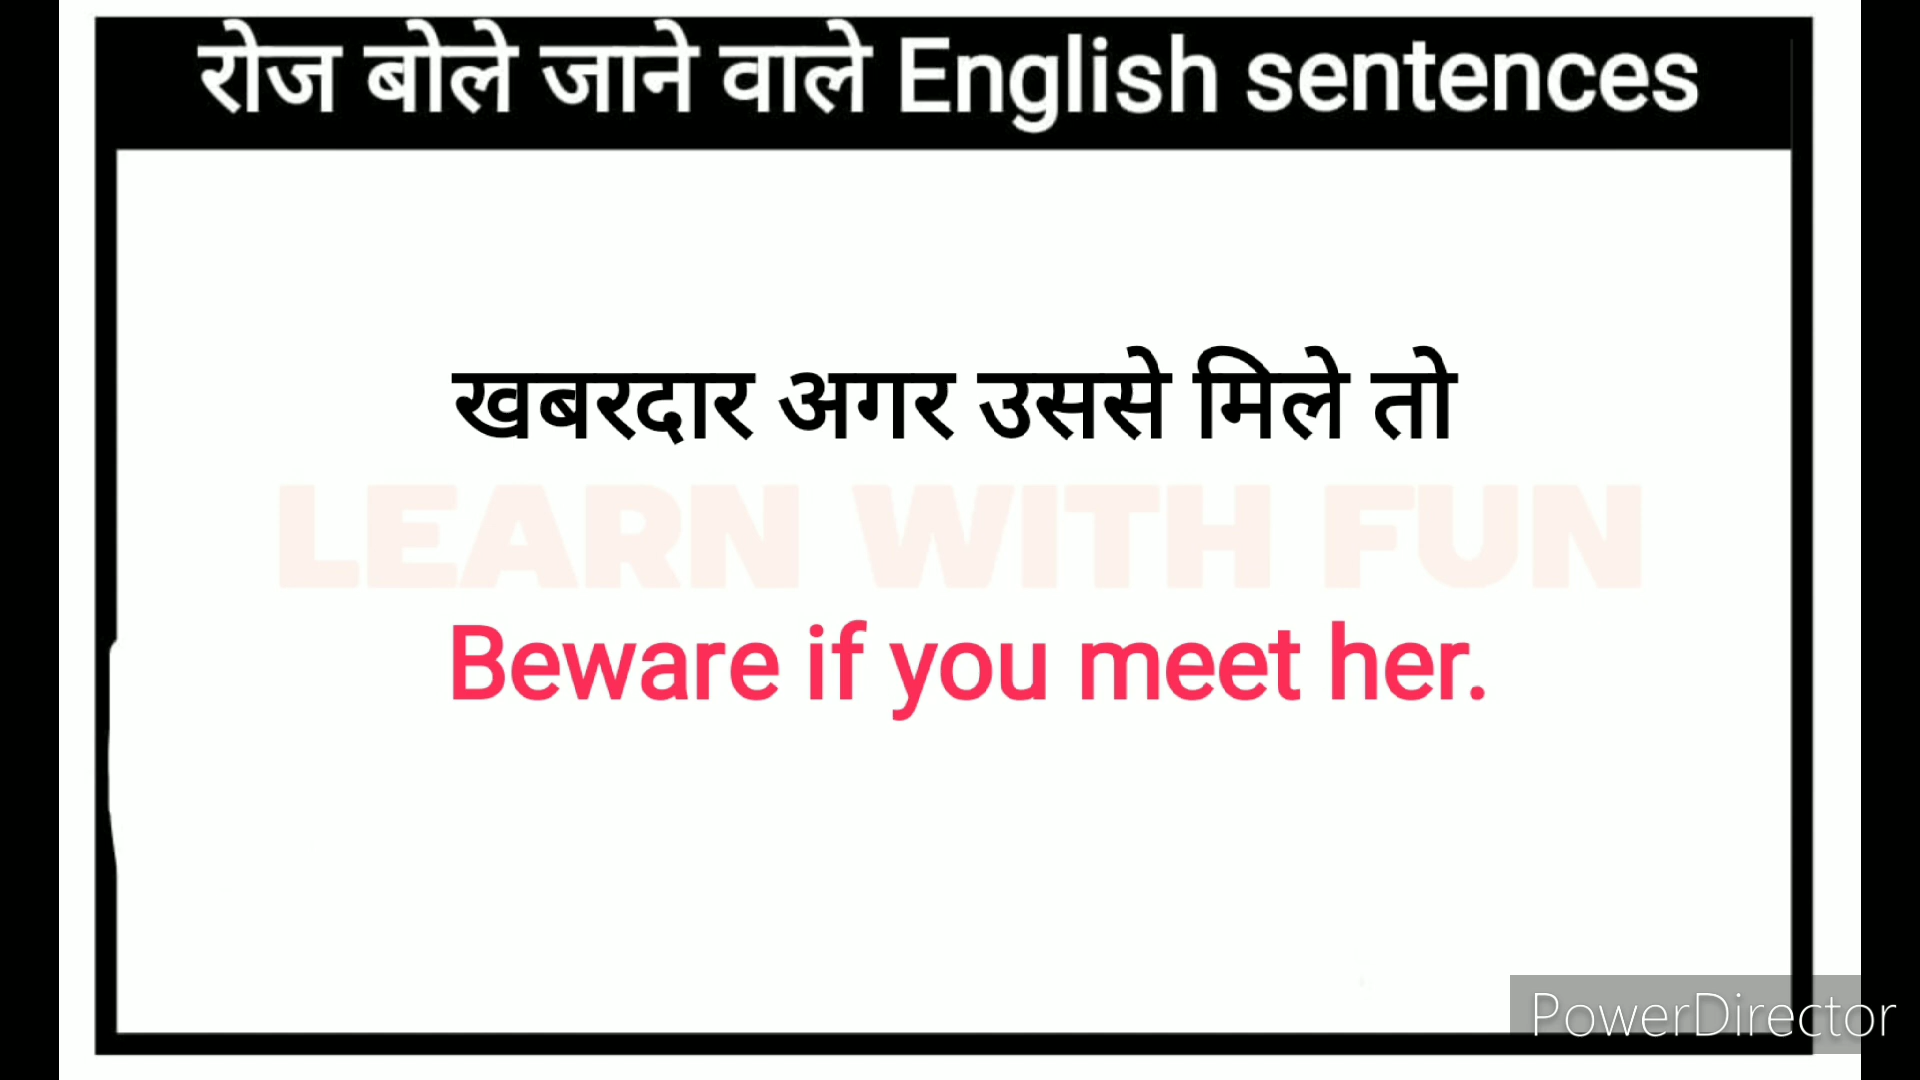 रोज बोले जाने वाले English sentences
खबरदार अगर उससे मिले तो
LEARN WITH FUN
Beware if you meet her.
PowerDirector